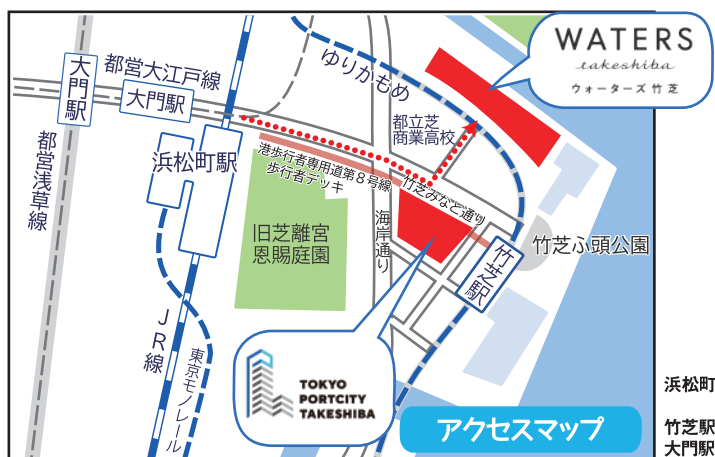 WATERS
takeshiba
ウォーターズ竹芝
大門駅
都営大江戸線
大門駅
ゆりかもめ
都立芝
商業高校
浜松町駅
都営浅草線
港歩行者専用道第8号線
歩行者デッキ
竹芝みなと通り
旧芝離宮
恩賜庭園
海岸通り
竹芝ふ頭公園
竹芝駅
JR線
東京モノレール
TOKYO
PORTCITY
TAKESHIBA
アクセスマップ
浜松町
竹芝駅
大門駅